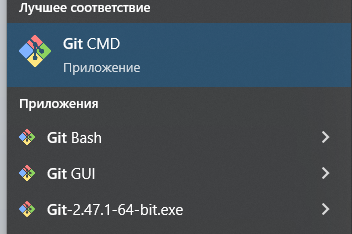 Лучшее соответствие
Git CMD
Приложение
Приложения
Git Bash
Git GUI
Git-2.47.1-64-bit.exe